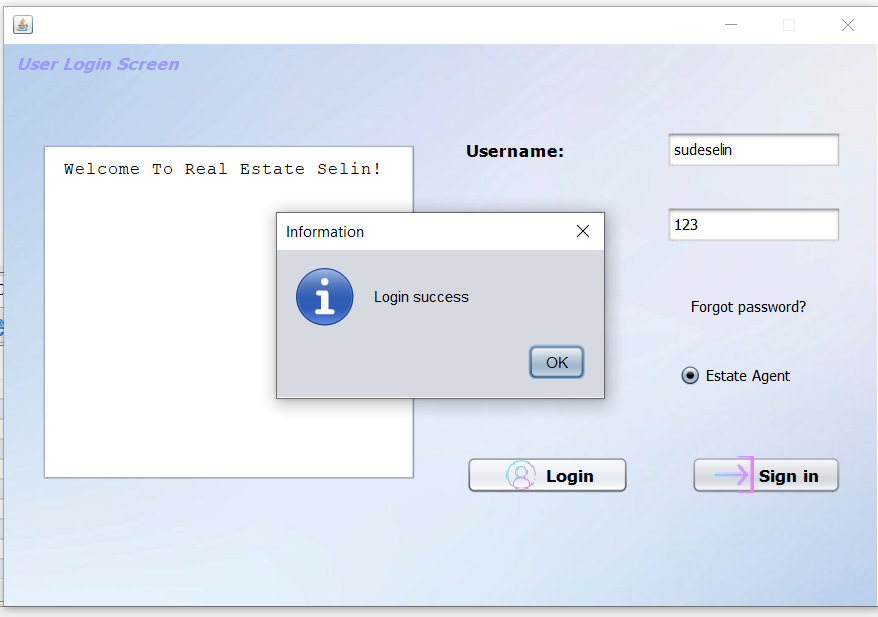 User Login Screen
Welcome To Real Estate Selin!
Username:
sudeselin
123
Information
Login success
OK
Forgot password?
Estate Agent
Login
Sign in